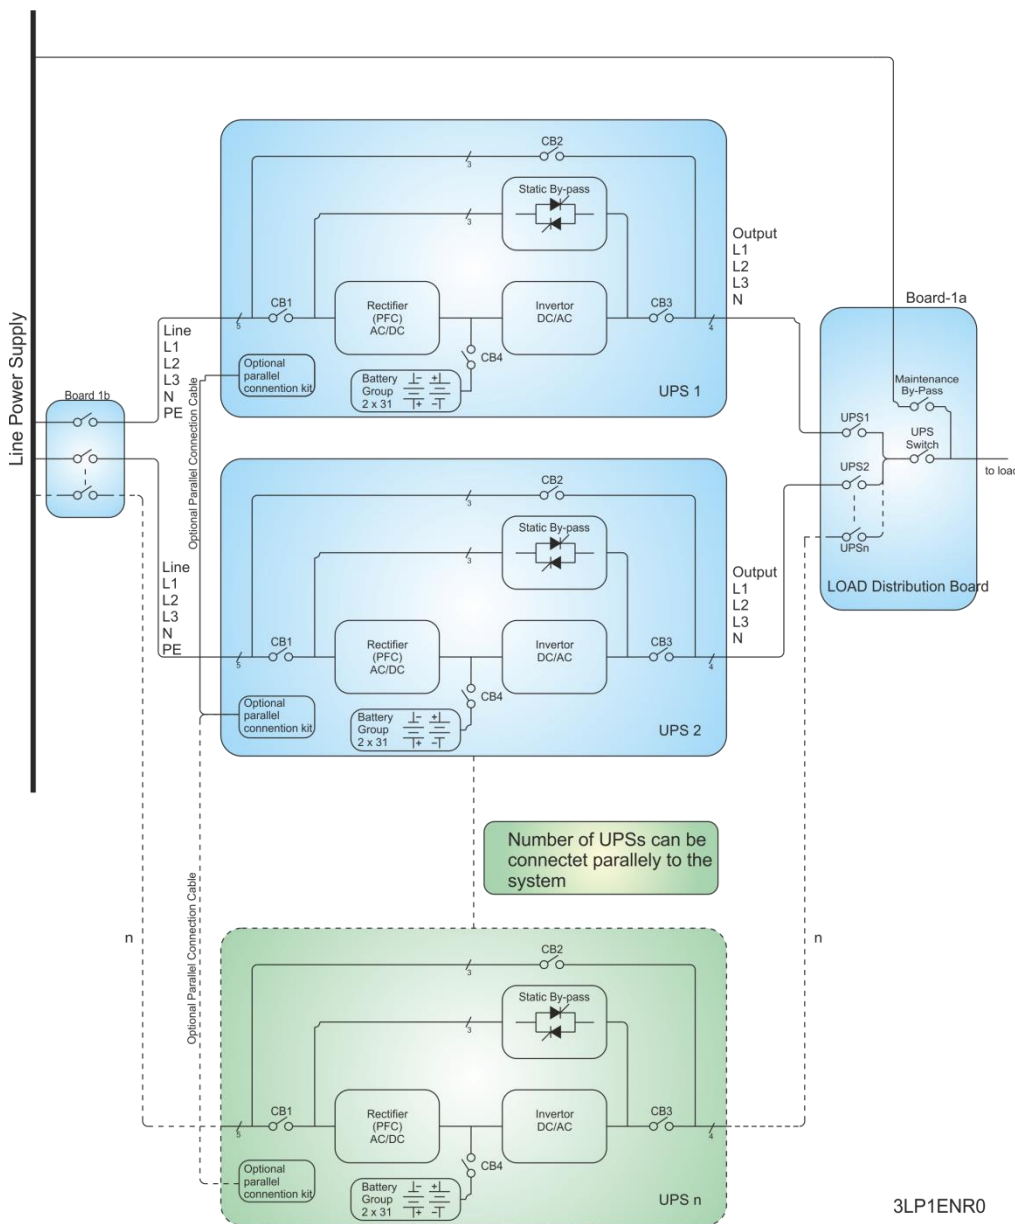 Line Power Supply
Board 1b
Line
L1
L2
L3
N
PE
Optional Parallel Connection Cable
CB2
3
Static By-pass
3
CB1
5
Rectifier
(PFC)
AC/DC
Invertor
DC/AC
CB3
4
CB4
Optional
parallel
connection kit
Battery
Group
2 x 31
UPS 1
Output
L1
L2
L3
N
Board-1a
Maintenance
By-Pass
UPS1
UPS
Switch
to load
UPS2
UPSn
LOAD Distribution Board
Line
L1
L2
L3
N
PE
CB2
3
Static By-pass
3
CB1
5
Rectifier
(PFC)
AC/DC
Invertor
DC/AC
CB3
4
CB4
Optional
parallel
connection kit
Battery
Group
2 x 31
UPS 2
Output
L1
L2
L3
N
Number of UPSs can be
connectet parallely to the
system
n
Optional Parallel Connection Cable
n
CB2
3
Static By-pass
3
CB1
5
Rectifier
(PFC)
AC/DC
Invertor
DC/AC
CB3
4
CB4
Optional
parallel
connection kit
Battery
Group
2 x 31
UPS n
3LP1ENR0